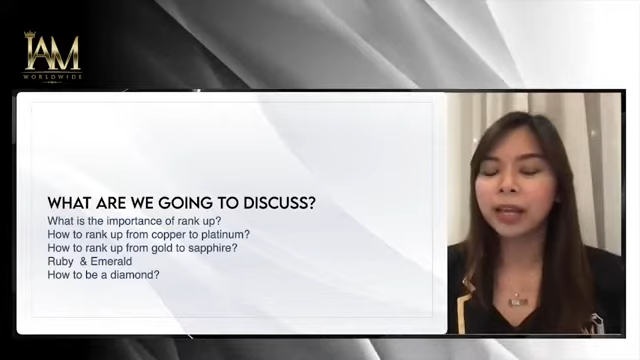 IAM
WORLDWIDE
WHAT ARE WE GOING TO DISCUSS?
What is the importance of rank up?
How to rank up from copper to platinum?
How to rank up from gold to sapphire?
Ruby & Emerald
How to be a diamond?